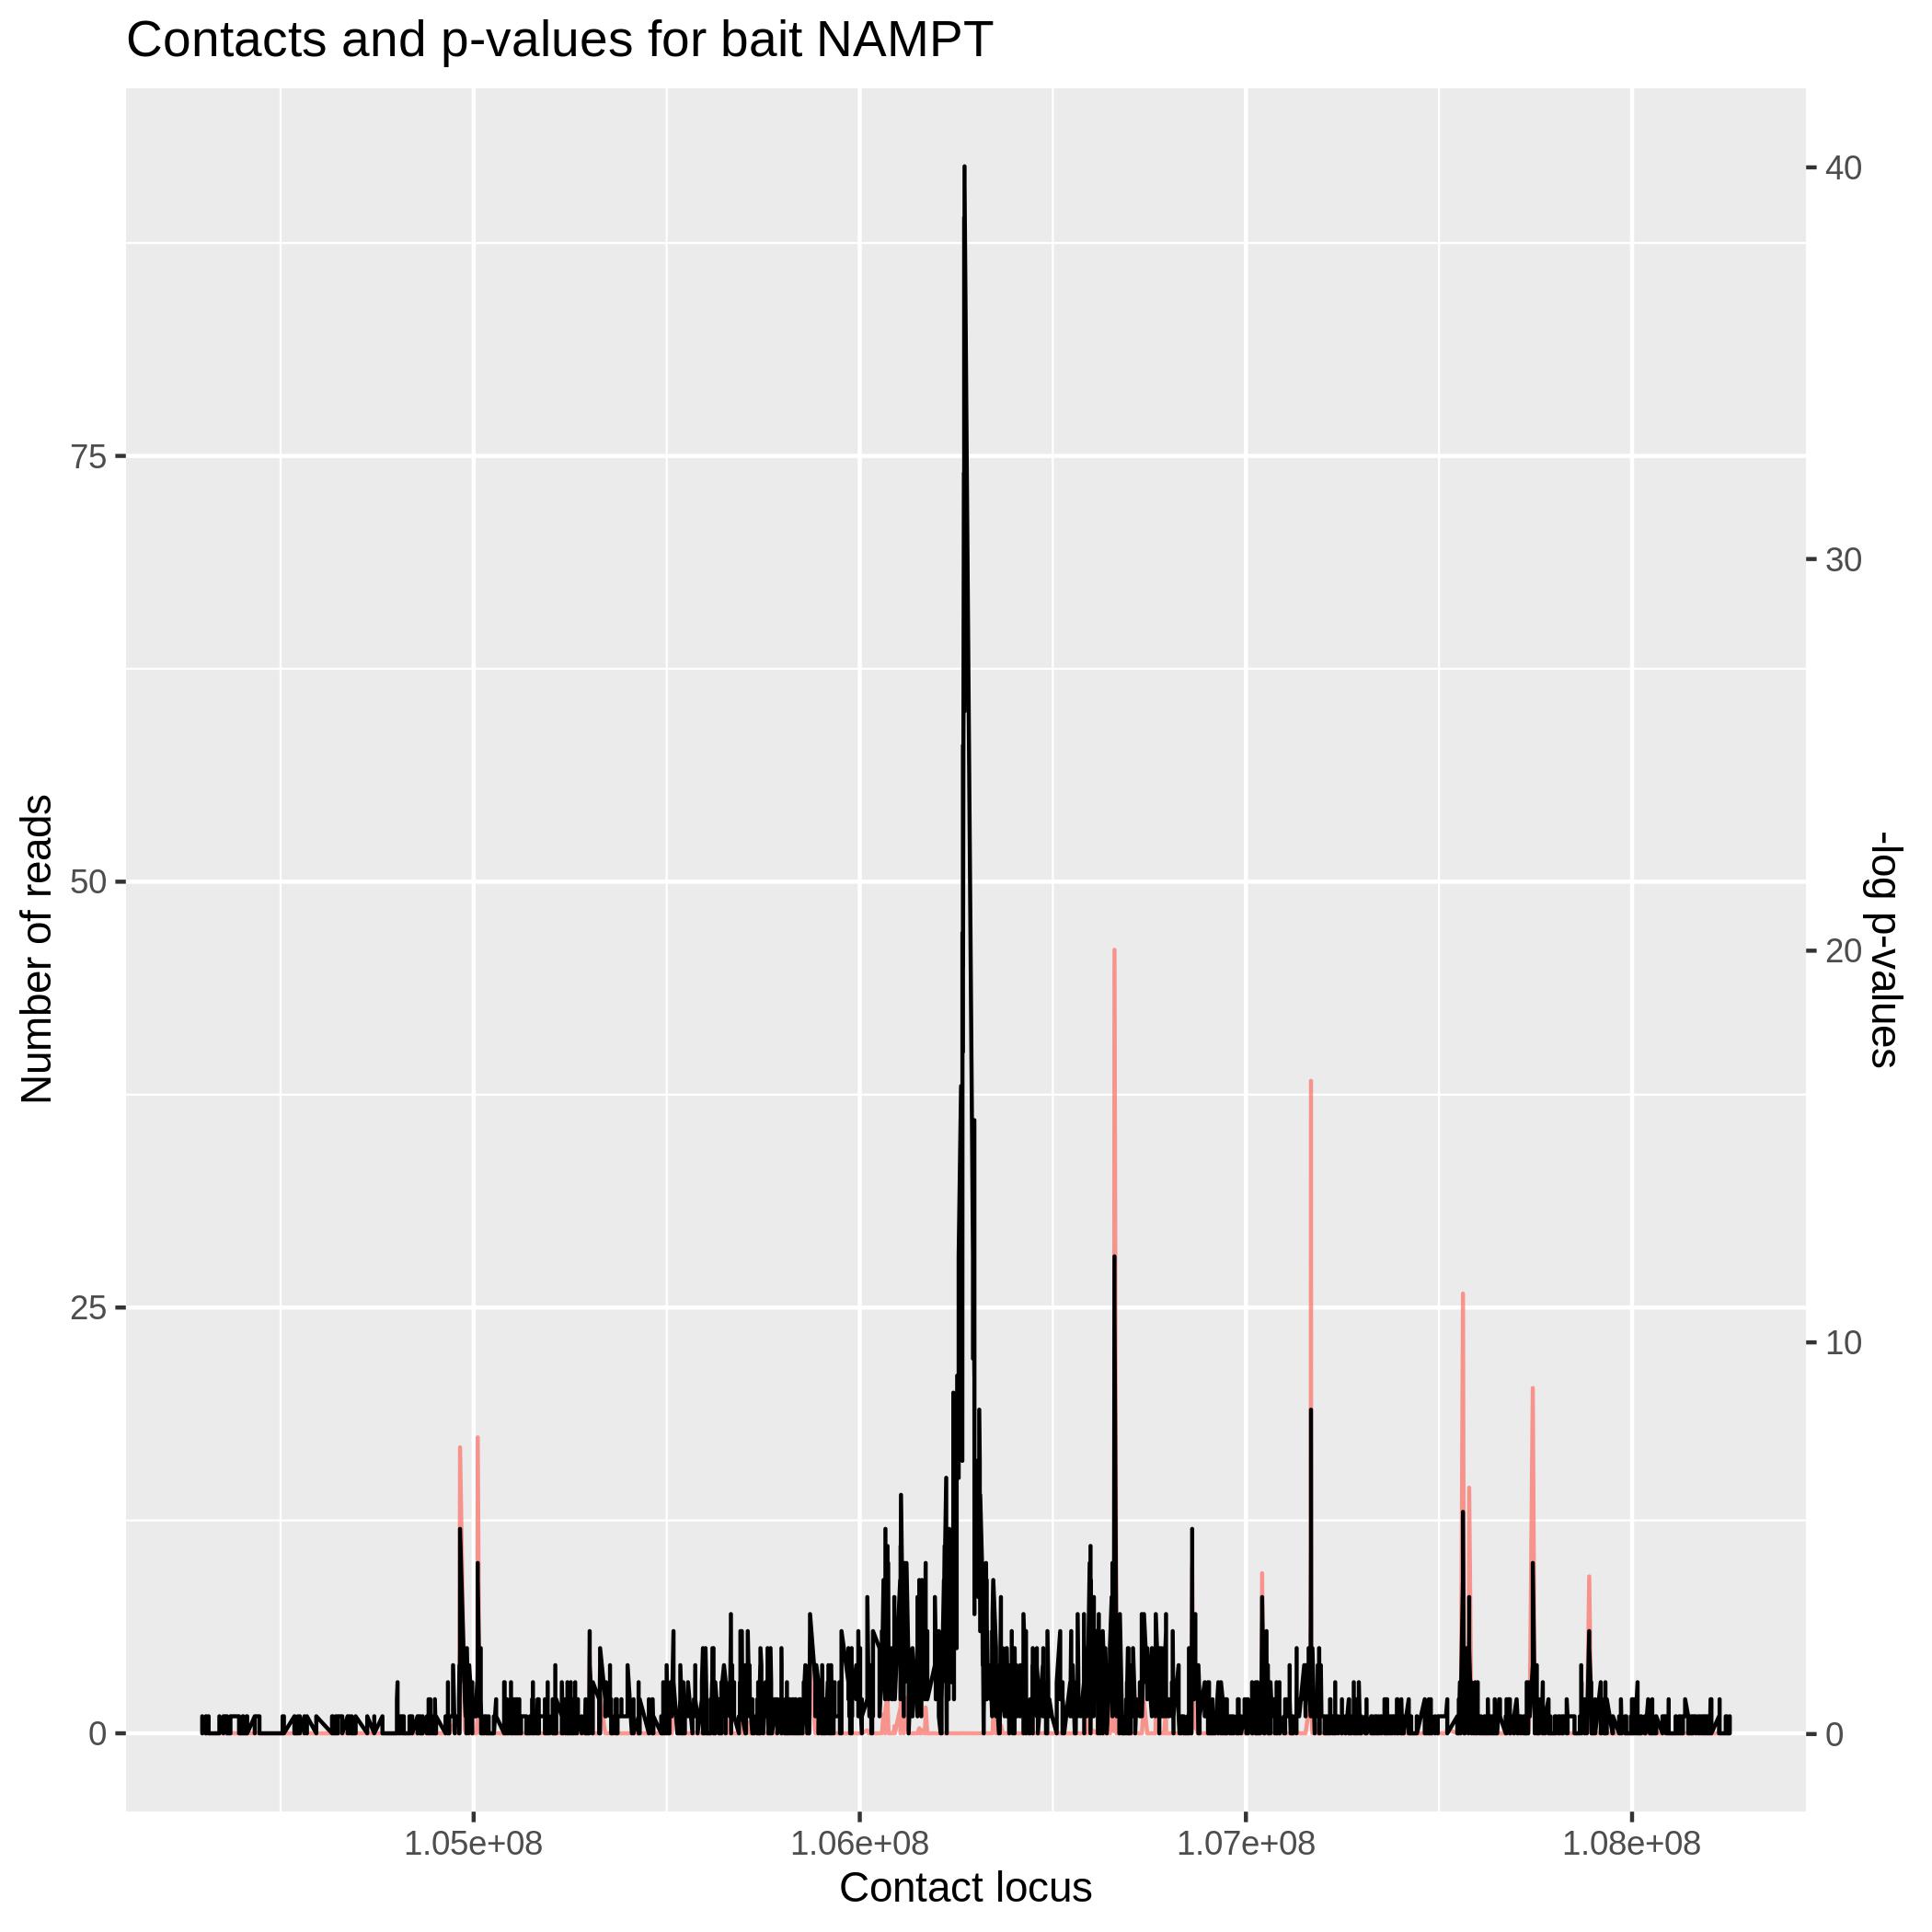 Contacts and p-values for bait NAMPT
Number of reads
75
50
25
0
40
30
20
10
0
-log p-values
1.05e+08
1.06e+08
1.07e+08
1.08e+08
Contact locus